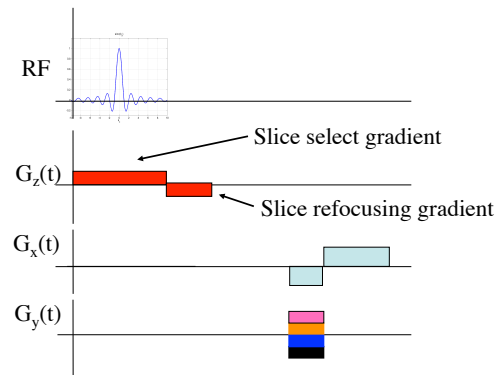 RF
Slice select gradient
Gz(t)
Slice refocusing gradient
Gx(t)
Gy(t)